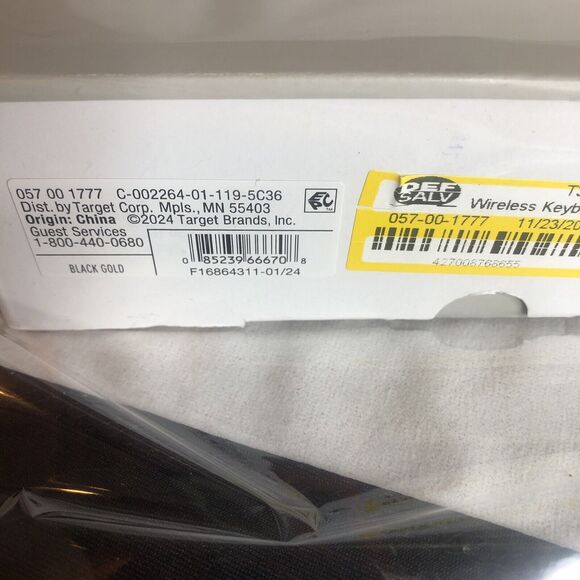 057 00 1777 C-002264-01-119-5C36
Dist. by Target Corp. Mpls., MN 55403
Origin: China ©2024 Target Brands, Inc.
Guest Services
1-800-440-0680
BLACK GOLD
0 85239 66670 8
F16864311-01/24
DEF
SALV
Wireless Keyb
057-00-1777 11/23/20
427008768655